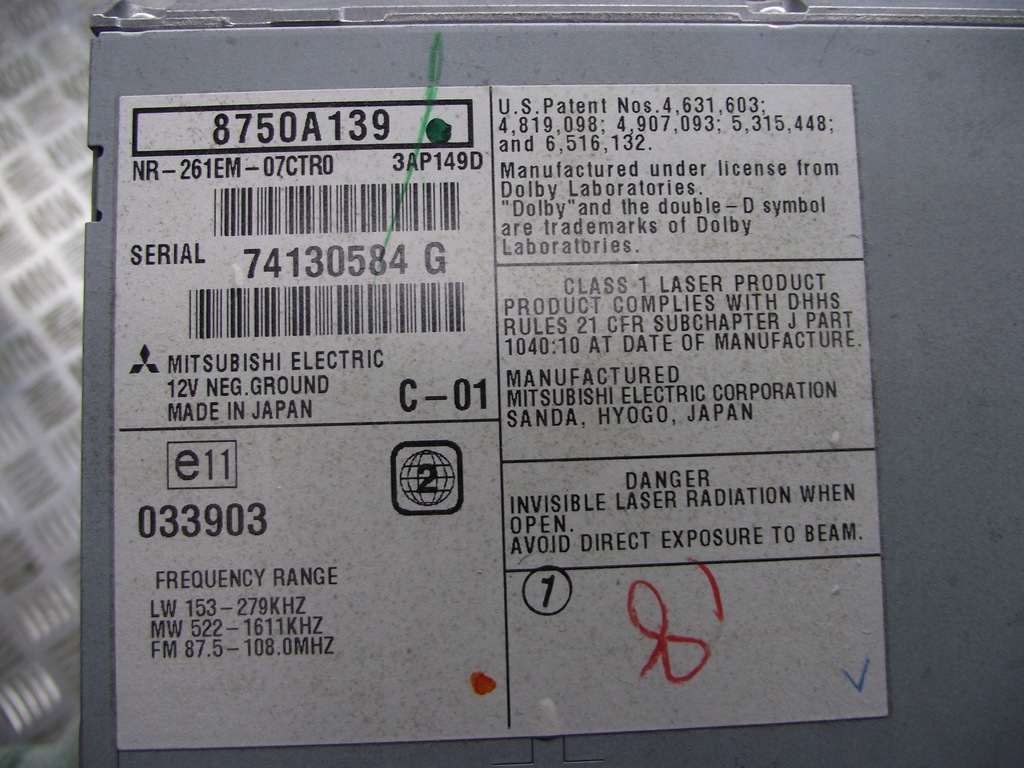 8750A139
NR-261EM-07CTR0 3AP149D
SERIAL 74130584 G
MITSUBISHI ELECTRIC
12V NEG.GROUND
MADE IN JAPAN C-01
e11
2
033903
FREQUENCY RANGE
LW 153-279KHZ
MW 522-1611KHZ
FM 87.5-108.0MHZ
U.S.Patent Nos.4,631,603;
4,819,098; 4,907,093; 5,315,448;
and 6,516,132.
Manufactured under license from
Dolby Laboratories.
"Dolby"and the double-D symbol
are trademarks of Dolby
Laboratories.
CLASS 1 LASER PRODUCT
PRODUCT COMPLIES WITH DHHS
RULES 21 CFR SUBCHAPTER J PART
1040:10 AT DATE OF MANUFACTURE.
MANUFACTURED
MITSUBISHI ELECTRIC CORPORATION
SANDA, HYOGO, JAPAN
DANGER
INVISIBLE LASER RADIATION WHEN
OPEN.
AVOID DIRECT EXPOSURE TO BEAM.
1